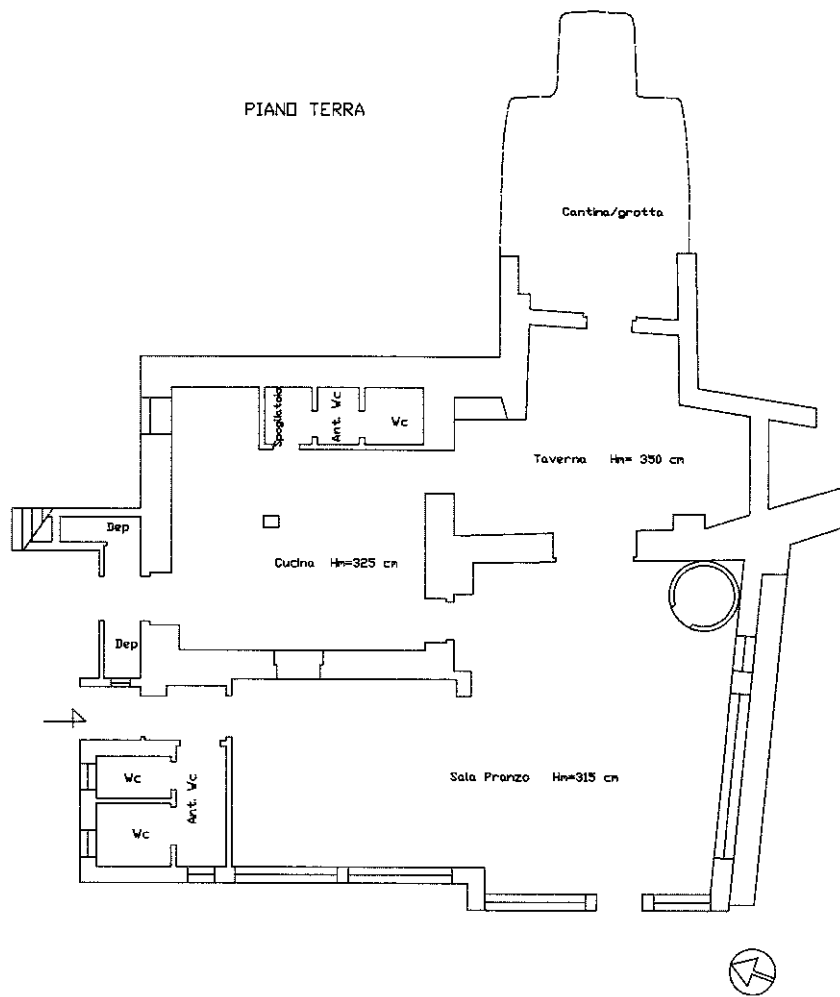 PIANO TERRA
Cantina/grotta
Spogliatoio
Ant. Wc
Wc
Taverna Hm= 350 cm
Dep
Cucina Hm=325 cm
Dep
Wc
Ant. Wc
Sala Pranzo Hm=315 cm
Wc